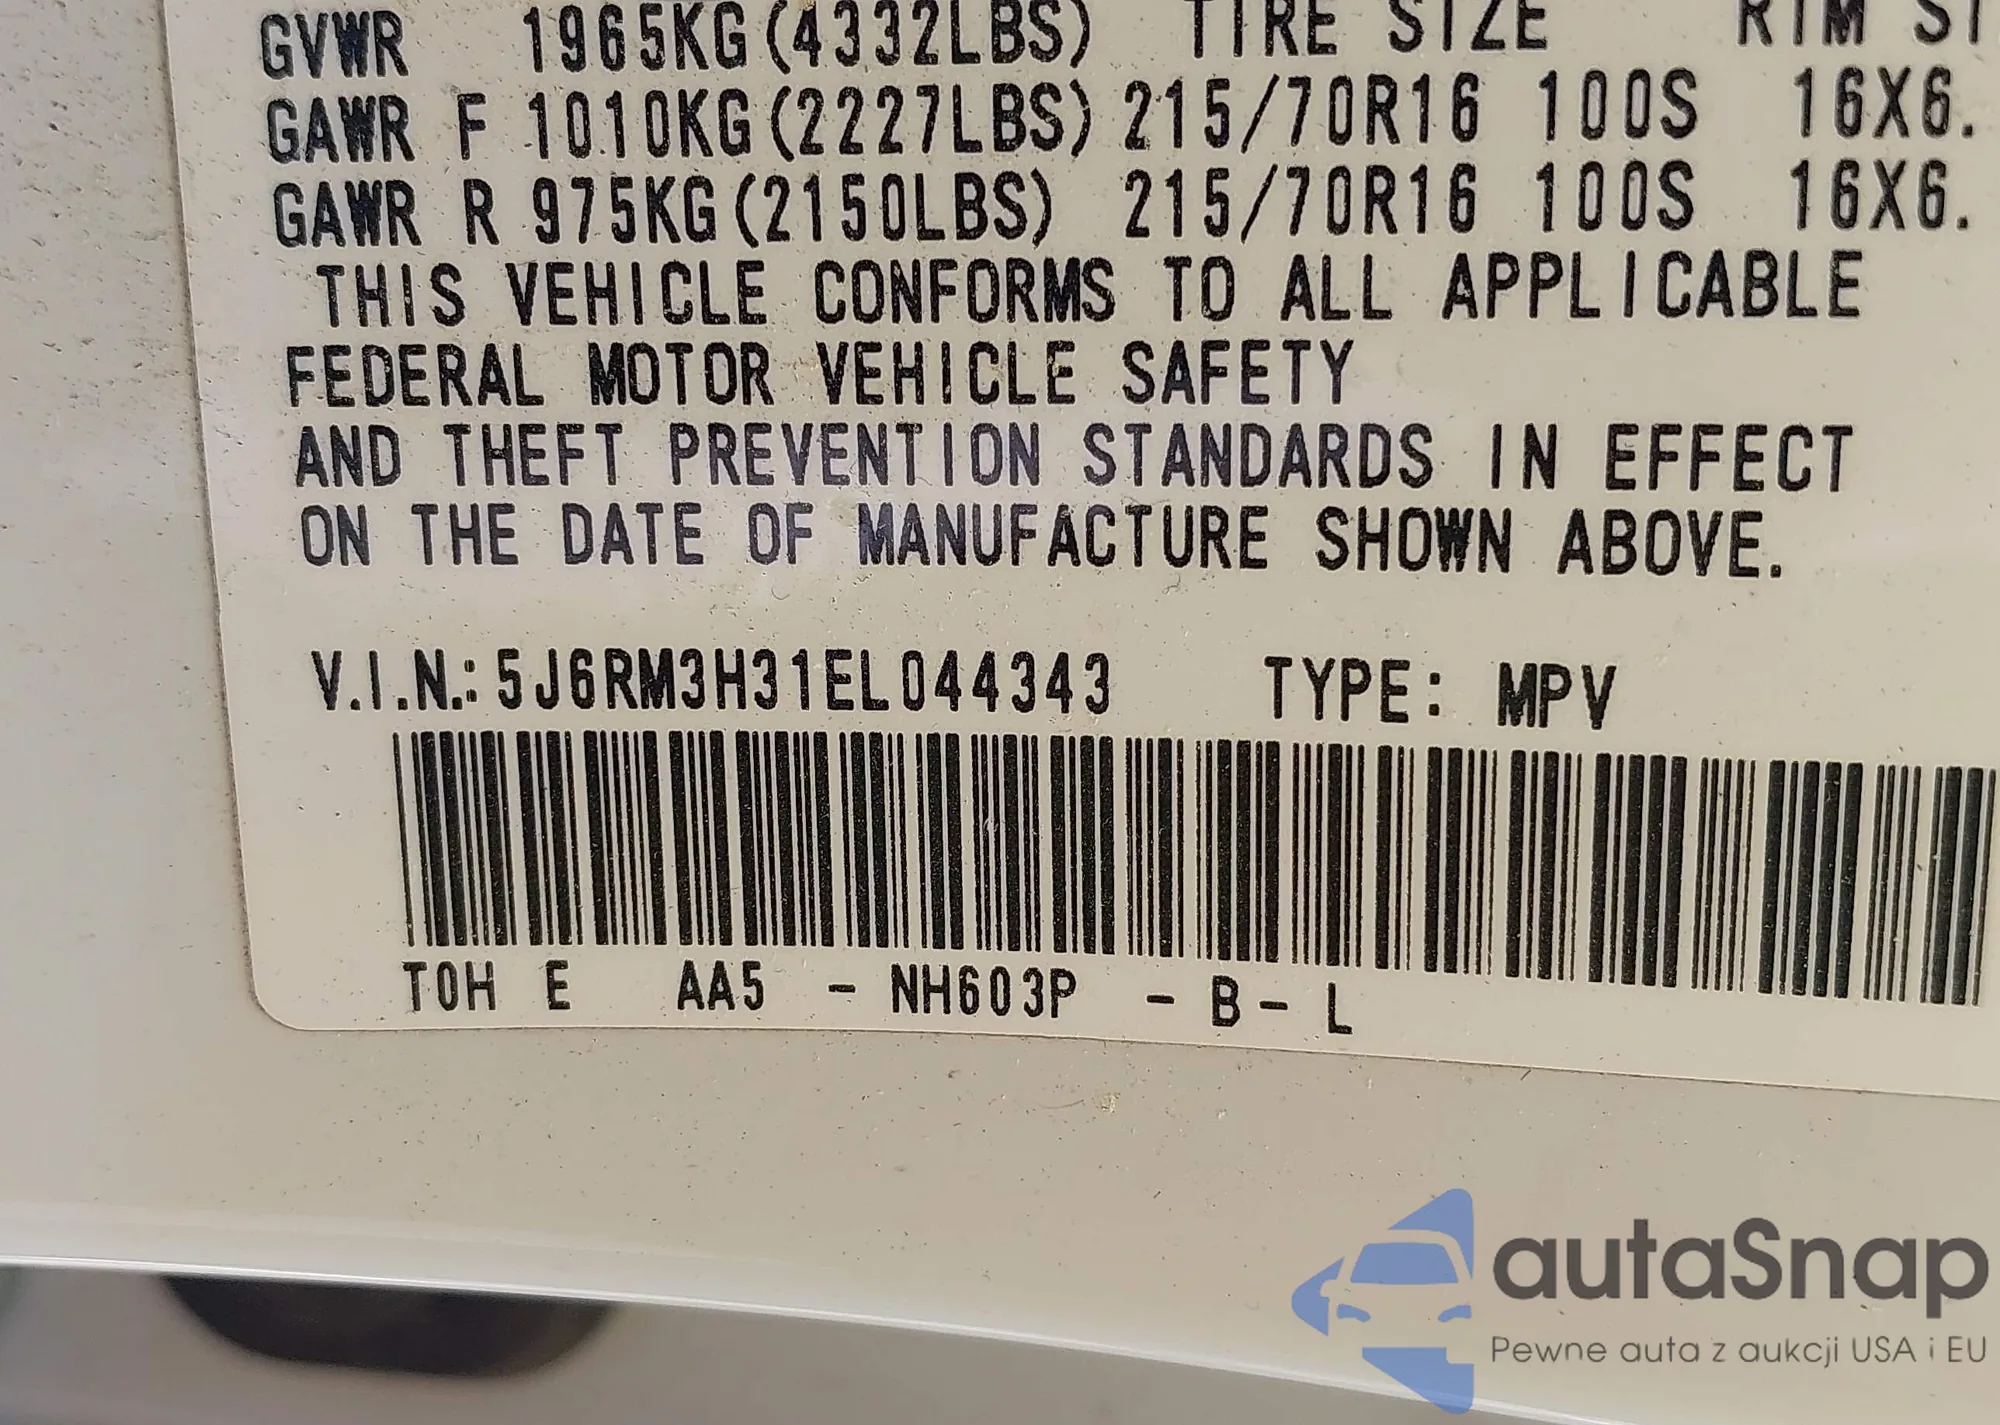 GVWR 1965KG(4332LBS) TIRE SIZE RIM SI
GAWR F 1010KG(2227LBS) 215/70R16 100S 16X6.
GAWR R 975KG(2150LBS) 215/70R16 100S 16X6.
THIS VEHICLE CONFORMS TO ALL APPLICABLE
FEDERAL MOTOR VEHICLE SAFETY
AND THEFT PREVENTION STANDARDS IN EFFECT
ON THE DATE OF MANUFACTURE SHOWN ABOVE.
V.I.N.: 5J6RM3H31EL044343 TYPE: MPV
T0H E AA5 - NH603P - B - L
autaSnap
Pewne auta z aukcji USA i EU